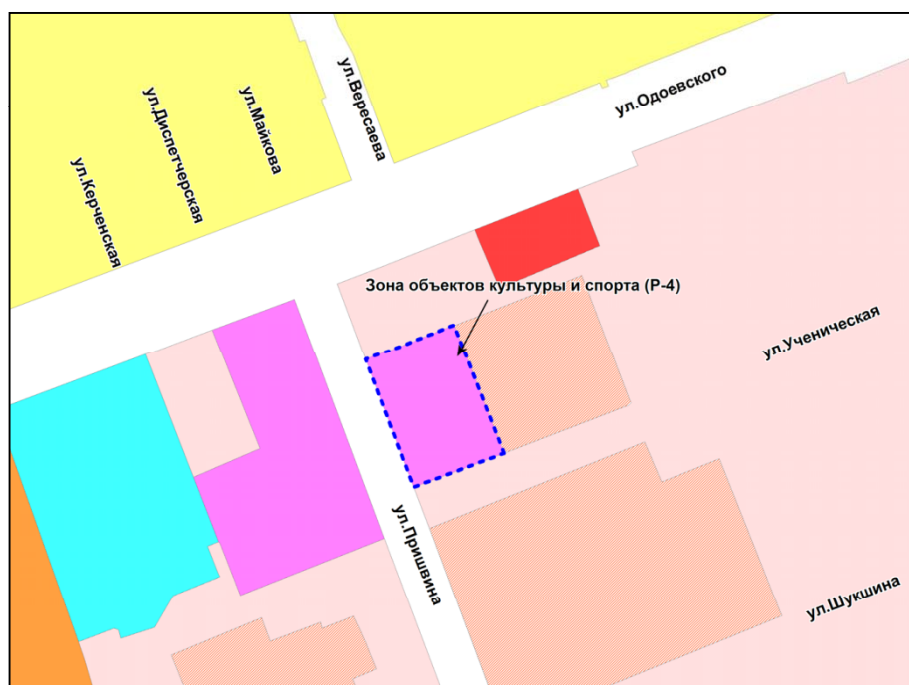 ул.Керченская
ул.Диспетчерская
ул.Майкова
ул.Вересаева
ул.Одоевского
Зона объектов культуры и спорта (Р-4)
ул.Ученическая
ул.Пришвина
ул.Шукшина